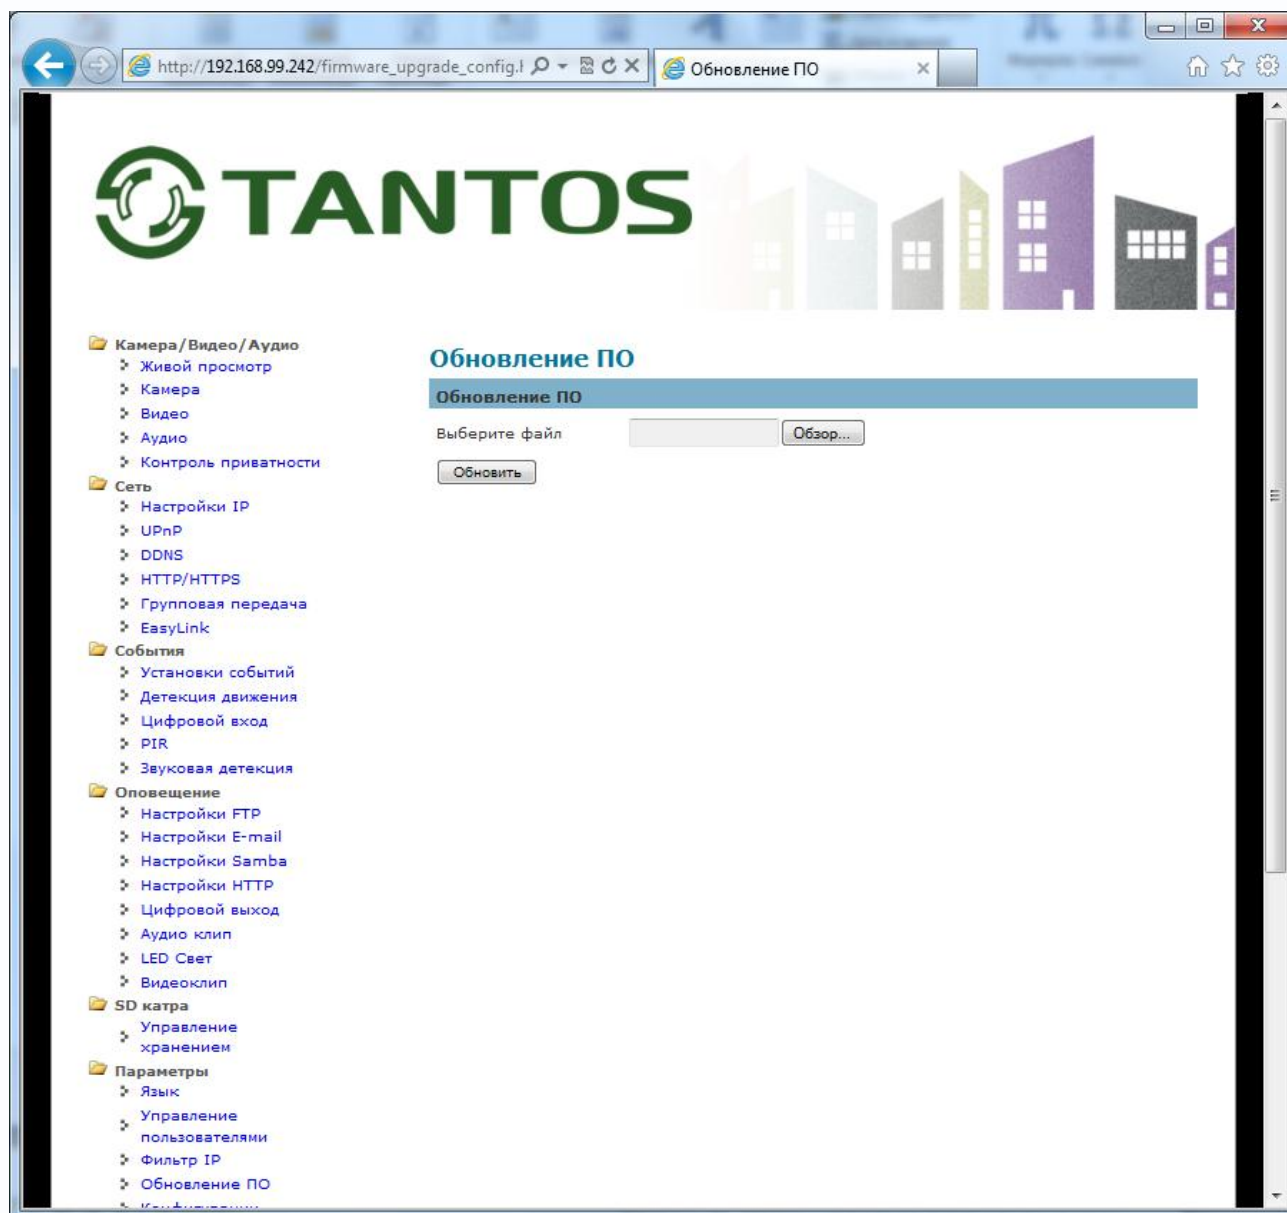 http://192.168.99.242/firmware_upgrade_config.l
Обновление ПО
TANTOS
Камера/Видео/Аудио
Живой просмотр
Камера
Видео
Аудио
Контроль приватности
Сеть
Настройки IP
UPnP
DDNS
HTTP/HTTPS
Групповая передача
EasyLink
События
Установки событий
Детекция движения
Цифровой вход
PIR
Звуковая детекция
Оповещение
Настройки FTP
Настройки E-mail
Настройки Samba
Настройки HTTP
Цифровой выход
Аудио клип
LED Свет
Видеоклип
SD катра
Управление
хранением
Параметры
Язык
Управление
пользователями
Фильтр IP
Обновление ПО
Обновление ПО
Обновление ПО
Выберите файл
Обзор...
Обновить